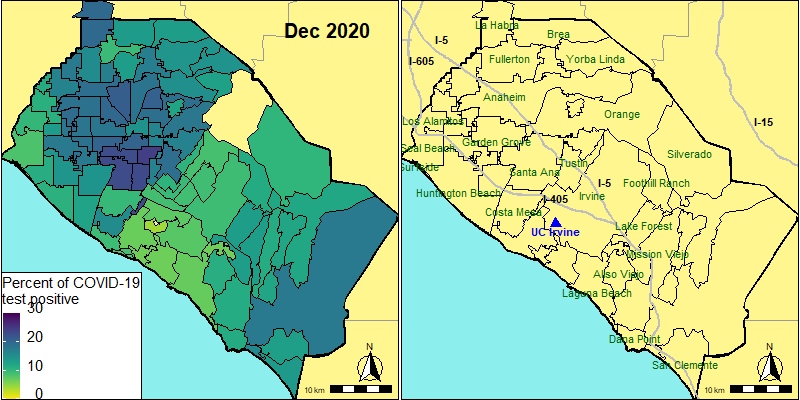 Dec 2020
Percent of COVID-19
test positive
30
20
10
0
N
10 km
La Habra
Brea
I-5
I-605
Fullerton
Yorba Linda
Anaheim
Orange
I-15
Los Alamitos
Garden Grove
Seal Beach
Silverado
Tustin
Surfside
Santa Ana
I-5
Foothill Ranch
Huntington Beach
I-405
Irvine
Costa Mesa
UC Irvine
Lake Forest
Mission Viejo
Aliso Viejo
Laguna Beach
Dana Point
San Clemente
N
10 km